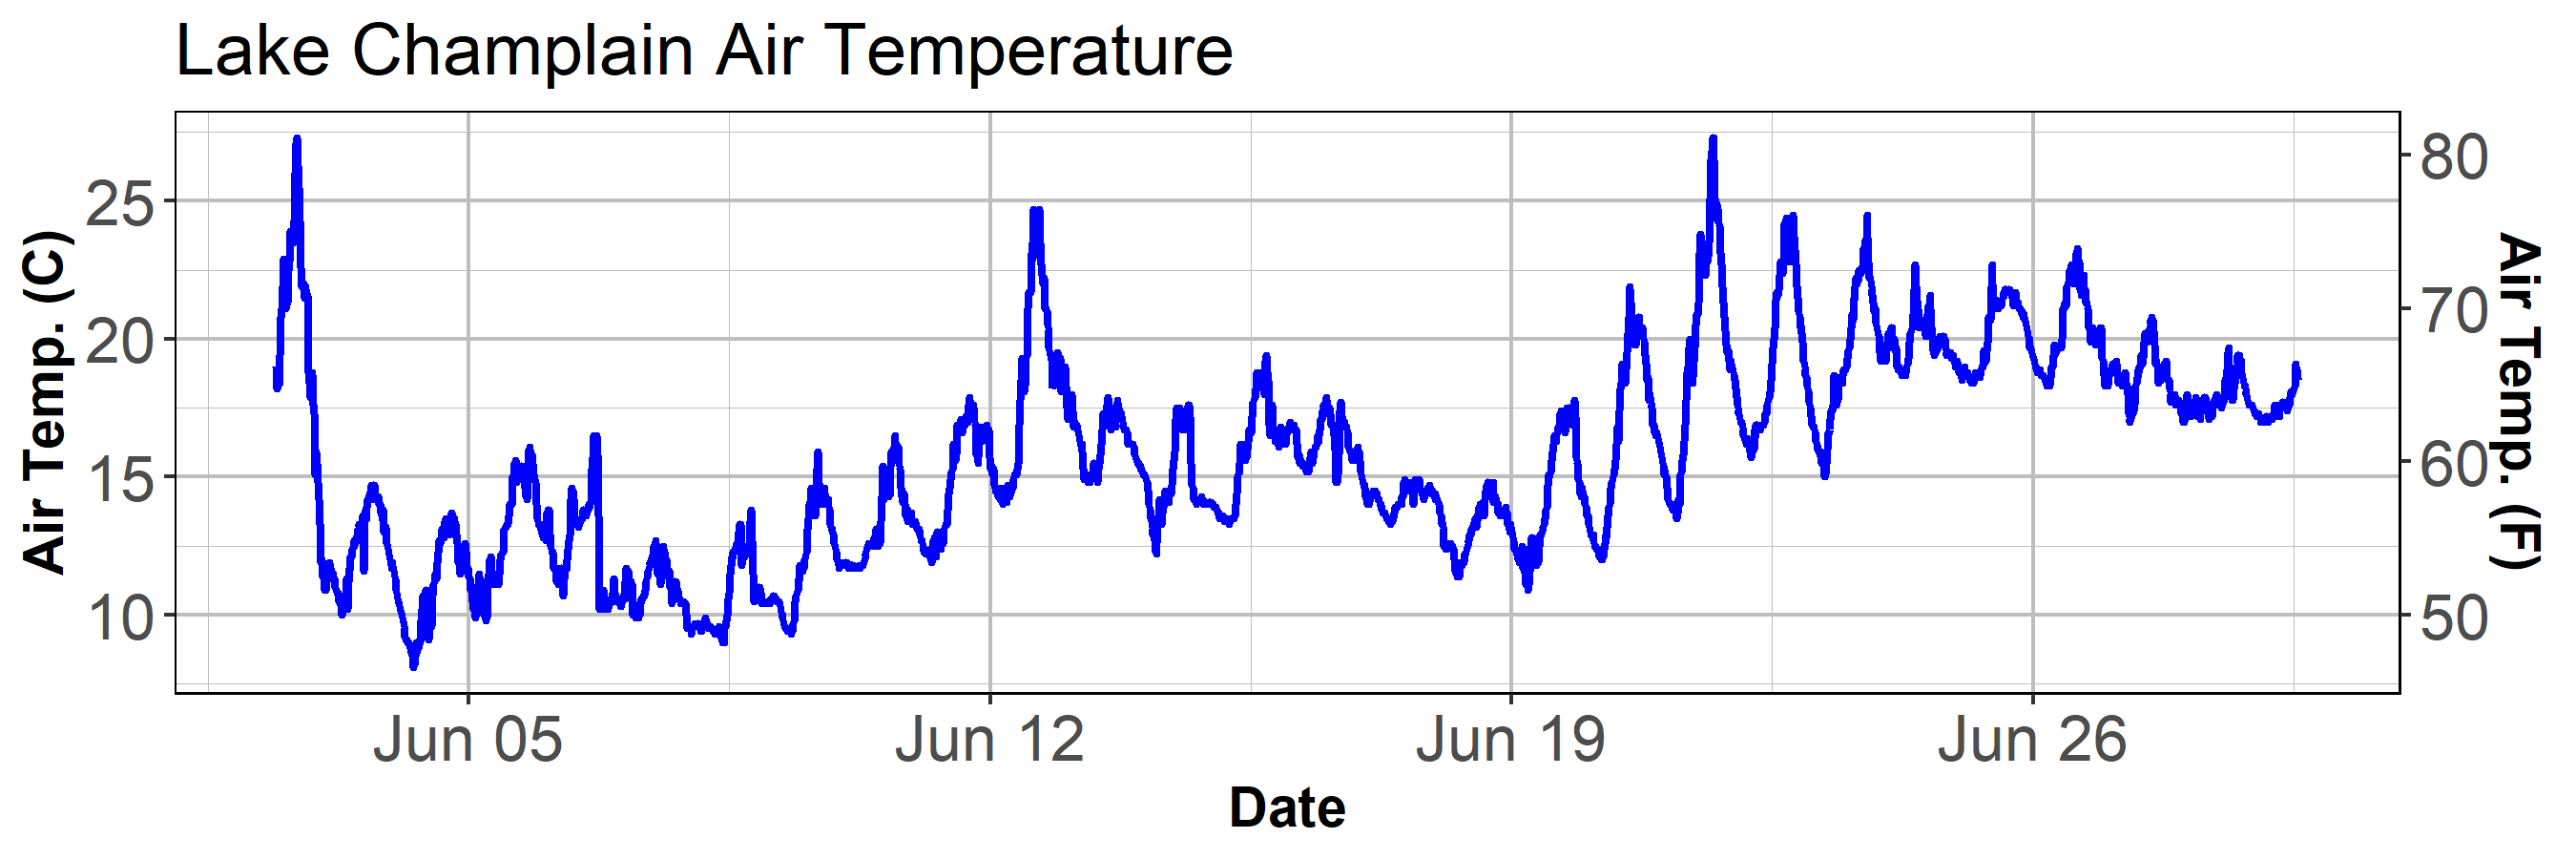 Lake Champlain Air Temperature
Air Temp. (C)
25
20
15
10
80
70
60
50
Air Temp. (F)
Jun 05 Jun 12 Jun 19 Jun 26
Date